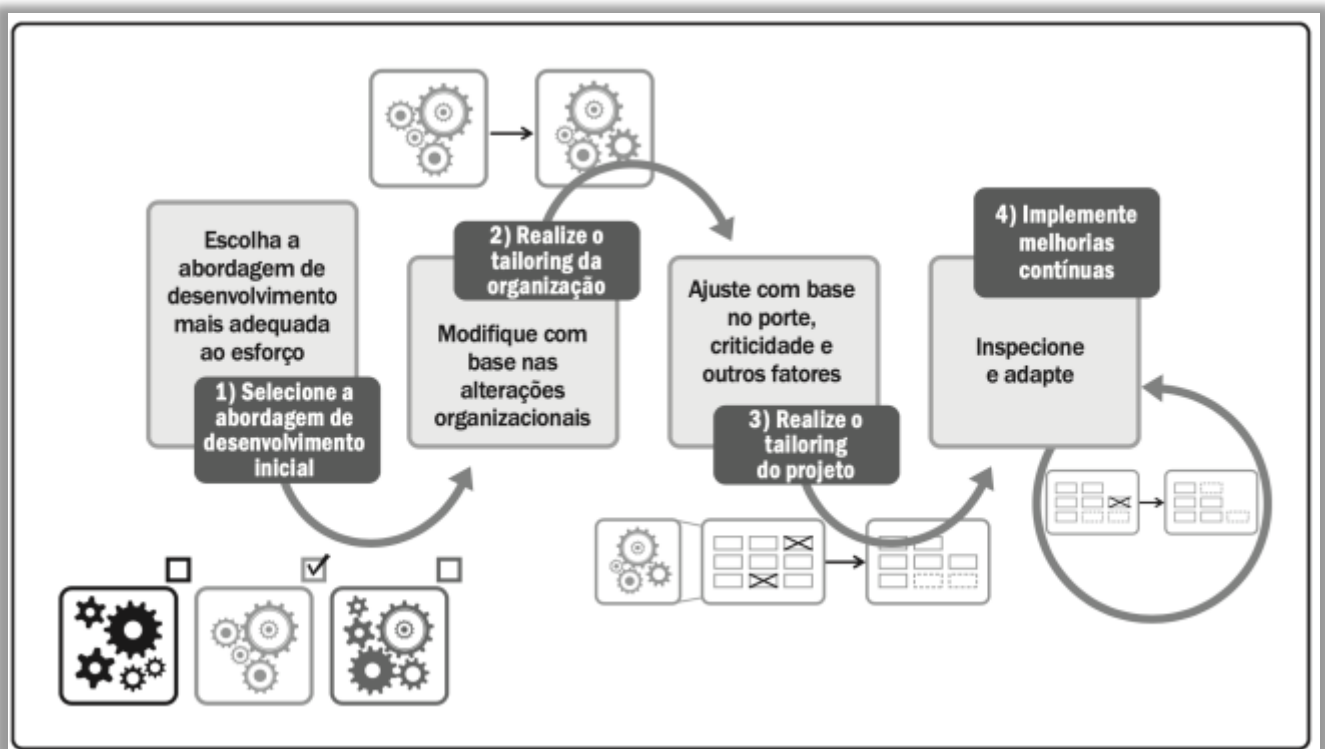 Escolha a
abordagem de
desenvolvimento
mais adequada
ao esforço
1) Selecione a
abordagem de
desenvolvimento
inicial
2) Realize o
tailoring da
organização
Modifique com
base nas
alterações
organizacionais
Ajuste com base
no porte,
criticidade e
outros fatores
3) Realize o
tailoring
do projeto
4) Implemente
melhorias
contínuas
Inspecione
e adapte